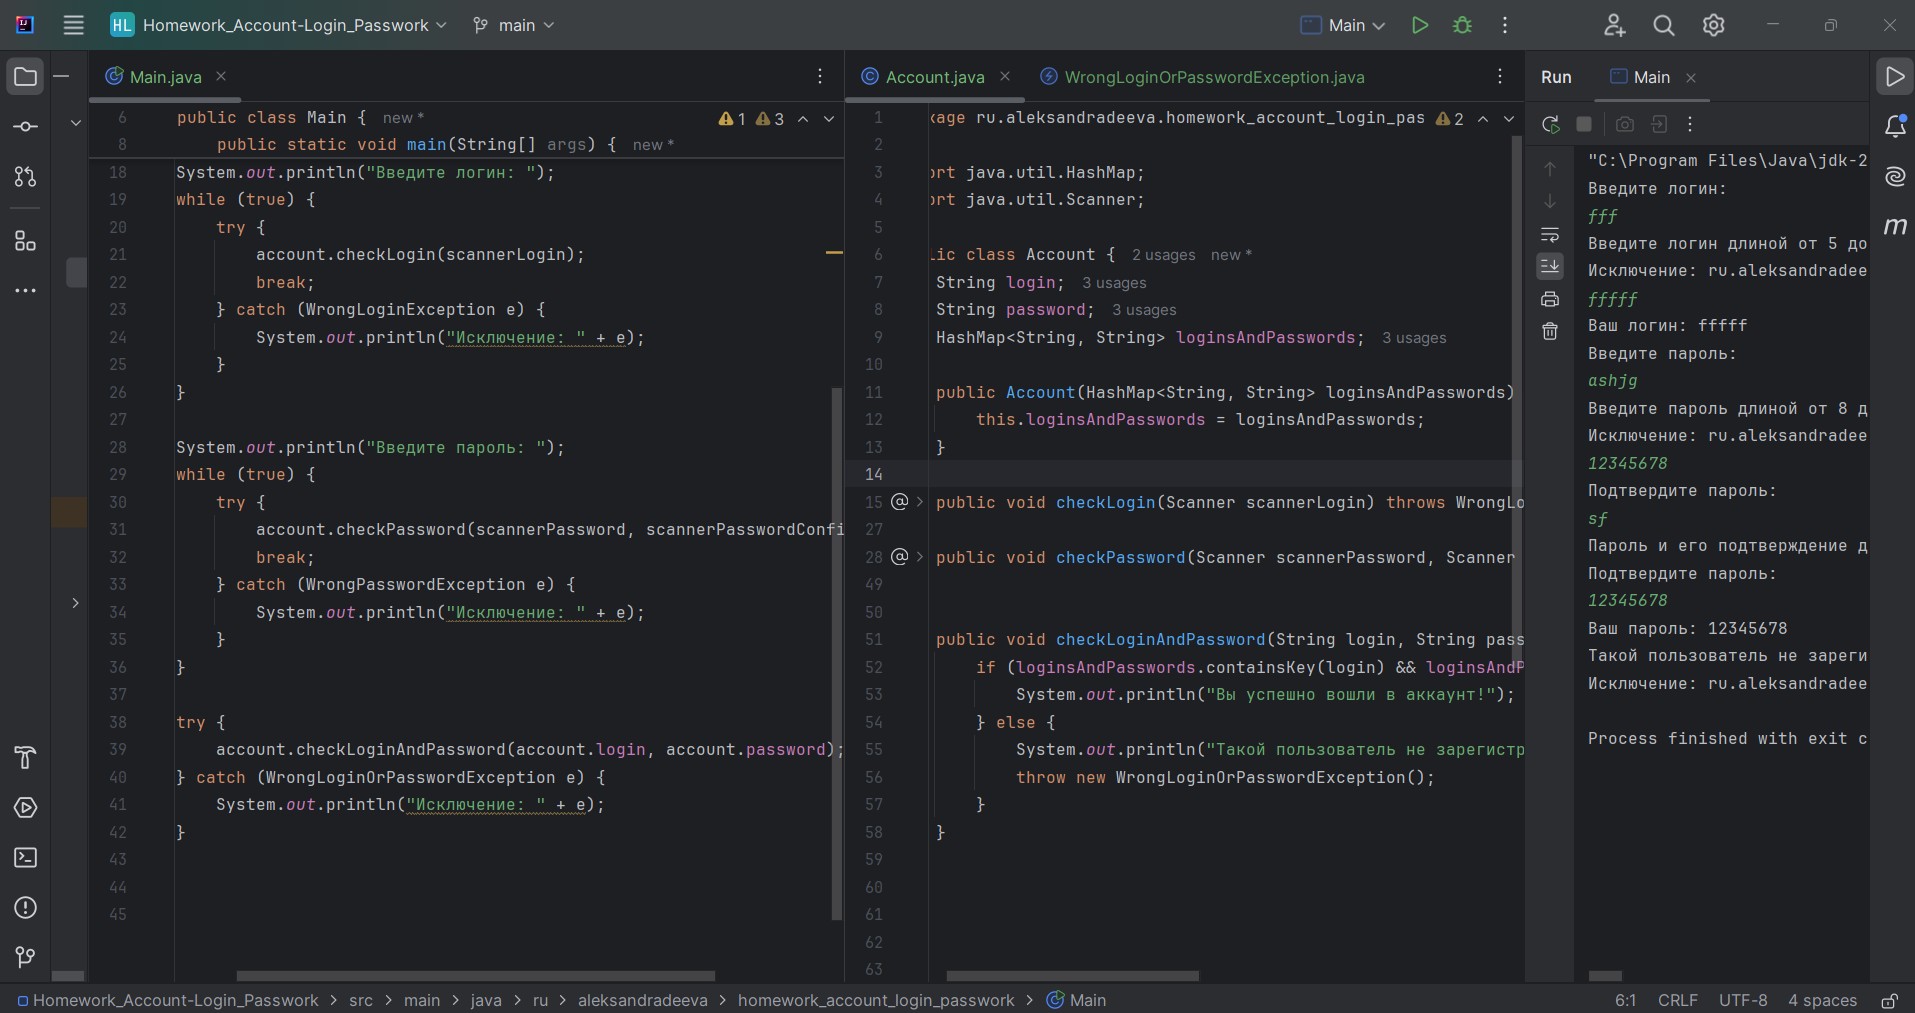 HL Homework_Account-Login_Passwork main Main
Main.java
6 public class Main { new *
1 3
8 public static void main(String[] args) { new *
18 System.out.println("Введите логин: ");
19 while (true) {
20 try {
21 account.checkLogin(scannerLogin);
22 break;
23 } catch (WrongLoginException e) {
24 System.out.println("Исключение: " + e);
25 }
26 }
27
28 System.out.println("Введите пароль: ");
29 while (true) {
30 try {
31 account.checkPassword(scannerPassword, scannerPasswordConfi
32 break;
33 } catch (WrongPasswordException e) {
34 System.out.println("Исключение: " + e);
35 }
36 }
37
38 try {
39 account.checkLoginAndPassword(account.login, account.password);
40 } catch (WrongLoginOrPasswordException e) {
41 System.out.println("Исключение: " + e);
42 }
43
44
45
Account.java WrongLoginOrPasswordException.java
1 kage ru.aleksandradeeva.homework_account_login_pas 2
2
3 ort java.util.HashMap;
4 ort java.util.Scanner;
5
6 lic class Account { 2 usages new *
7 String login; 3 usages
8 String password; 3 usages
9 HashMap<String, String> loginsAndPasswords; 3 usages
10
11 public Account(HashMap<String, String> loginsAndPasswords)
12 this.loginsAndPasswords = loginsAndPasswords;
13 }
14
15 public void checkLogin(Scanner scannerLogin) throws WrongLo
27
28 public void checkPassword(Scanner scannerPassword, Scanner
49
50
51 public void checkLoginAndPassword(String login, String pass
52 if (loginsAndPasswords.containsKey(login) && loginsAndP
53 System.out.println("Вы успешно вошли в аккаунт!");
54 } else {
55 System.out.println("Такой пользователь не зарегистр
56 throw new WrongLoginOrPasswordException();
57 }
58 }
59
60
61
62
63
Run Main
"C:\Program Files\Java\jdk-2
Введите логин:
fff
Введите логин длиной от 5 до
Исключение: ru.aleksandradee
fffff
Ваш логин: fffff
Введите пароль:
ashjg
Введите пароль длиной от 8 д
Исключение: ru.aleksandradee
12345678
Подтвердите пароль:
sf
Пароль и его подтверждение д
Подтвердите пароль:
12345678
Ваш пароль: 12345678
Такой пользователь не зареги
Исключение: ru.aleksandradee
Process finished with exit c
m
Homework_Account-Login_Passwork > src > main > java > ru > aleksandradeeva > homework_account_login_passwork > Main
6:1 CRLF UTF-8 4 spaces